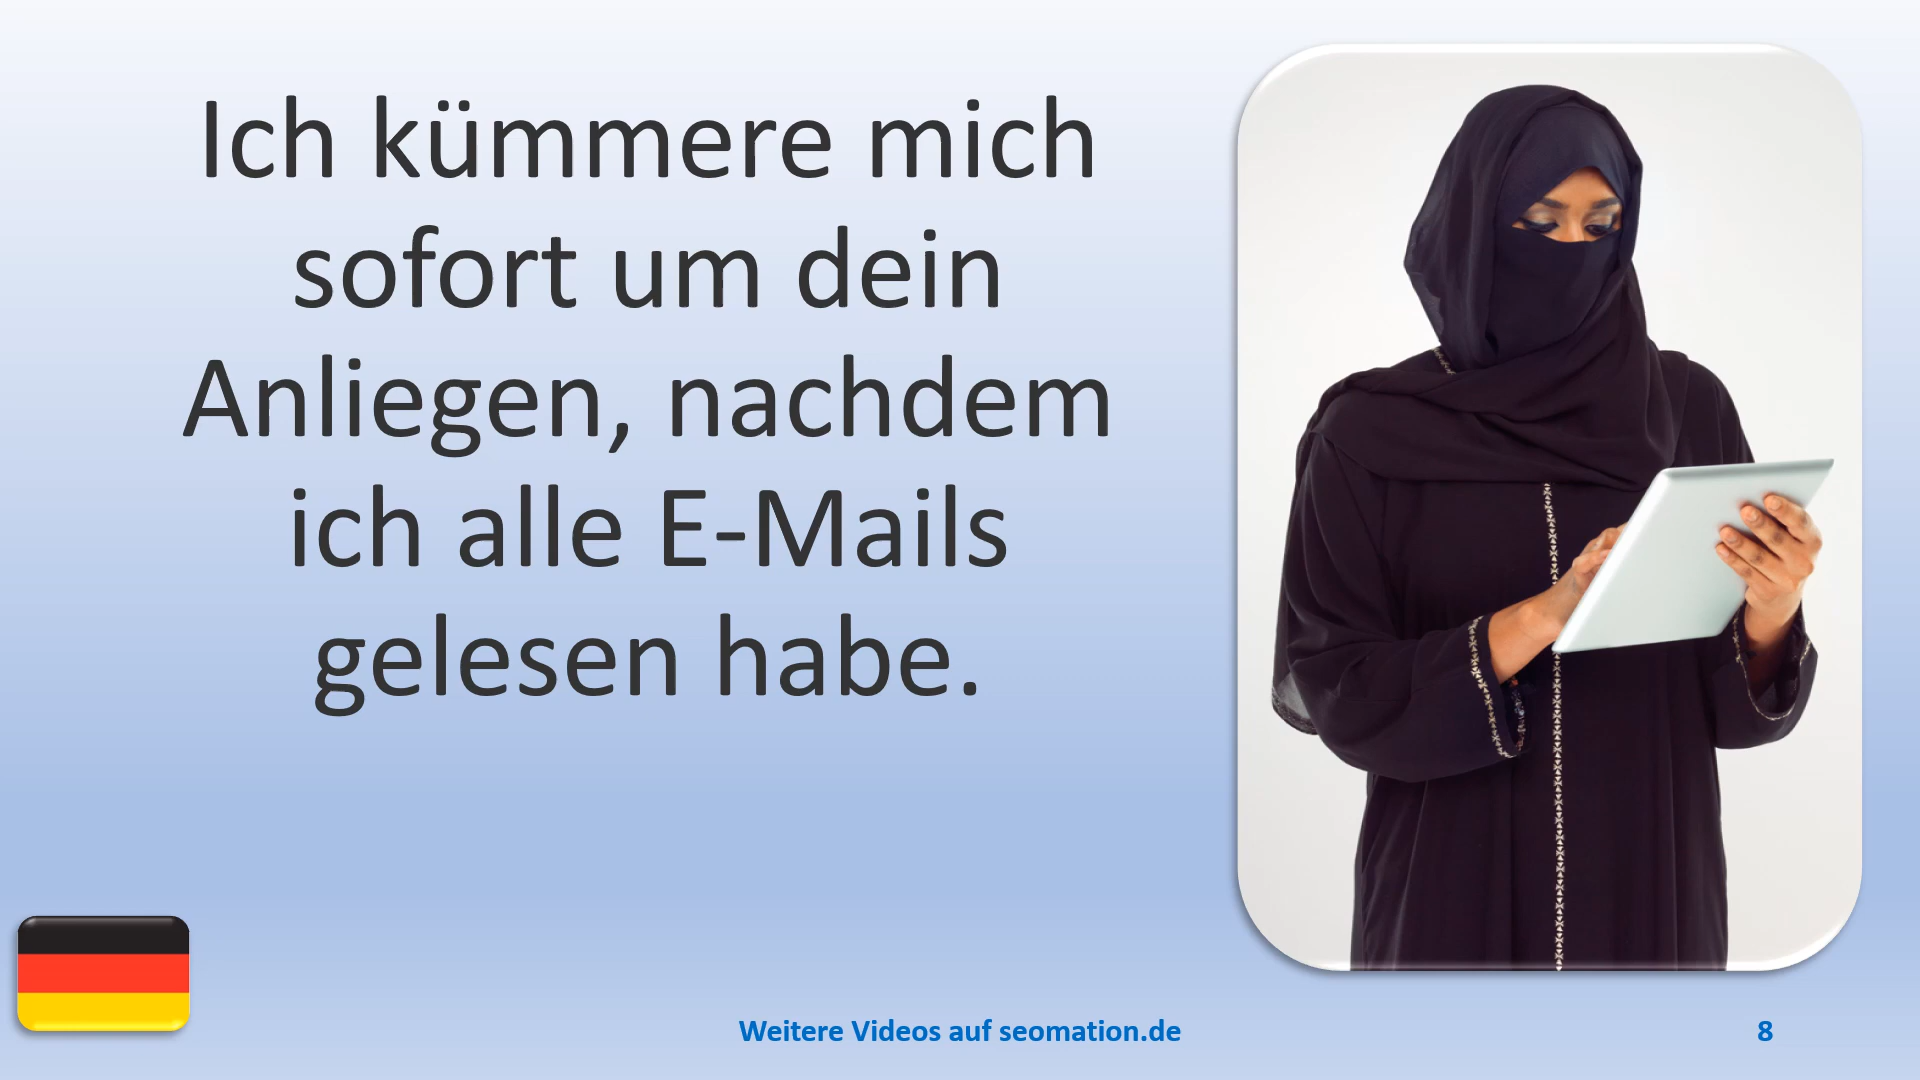 Ich kümmere mich
sofort um dein
Anliegen, nachdem
ich alle E-Mails
gelesen habe.
Weitere Videos auf seomation.de
8